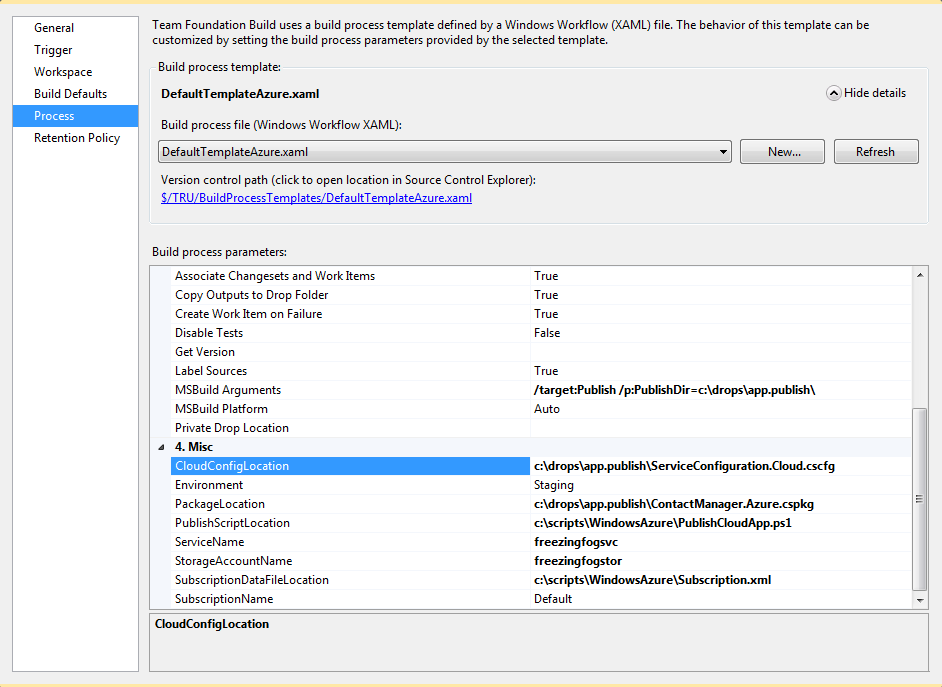 General
Trigger
Workspace
Build Defaults
Process
Retention Policy
Team Foundation Build uses a build process template defined by a Windows Workflow (XAML) file. The behavior of this template can be
customized by setting the build process parameters provided by the selected template.
Build process template:
DefaultTemplateAzure.xaml
Hide details
Build process file (Windows Workflow XAML):
DefaultTemplateAzure.xaml
New...
Refresh
Version control path (click to open location in Source Control Explorer):
$/TRU/BuildProcessTemplates/DefaultTemplateAzure.xaml
Build process parameters:
Associate Changesets and Work Items True
Copy Outputs to Drop Folder True
Create Work Item on Failure True
Disable Tests False
Get Version
Label Sources True
MSBuild Arguments /target:Publish /p:PublishDir=c:\drops\app.publish\
MSBuild Platform Auto
Private Drop Location
4. Misc
CloudConfigLocation c:\drops\app.publish\ServiceConfiguration.Cloud.cscfg
Environment Staging
PackageLocation c:\drops\app.publish\ContactManager.Azure.cspkg
PublishScriptLocation c:\scripts\WindowsAzure\PublishCloudApp.ps1
ServiceName freezingfogsvc
StorageAccountName freezingfogstor
SubscriptionDataFileLocation c:\scripts\WindowsAzure\Subscription.xml
SubscriptionName Default
CloudConfigLocation